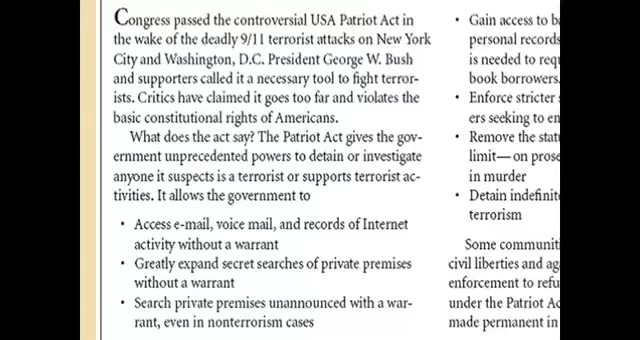 Congress passed the controversial USA Patriot Act in
the wake of the deadly 9/11 terrorist attacks on New York
City and Washington, D.C. President George W. Bush
and supporters called it a necessary tool to fight terror-
ists. Critics have claimed it goes too far and violates the
basic constitutional rights of Americans.
What does the act say? The Patriot Act gives the gov-
ernment unprecedented powers to detain or investigate
anyone it suspects is a terrorist or supports terrorist ac-
tivities. It allows the government to
• Access e-mail, voice mail, and records of Internet
activity without a warrant
• Greatly expand secret searches of private premises
without a warrant
• Search private premises unannounced with a war-
rant, even in nonterrorism cases
• Gain access to
personal records
is needed to
book borrowers.
• Enforce stricter
ers seeking to
• Remove the
limit—on
in murder
• Detain
terrorism
Some
civil liberties and
enforcement to
under the Patriot
made permanent in